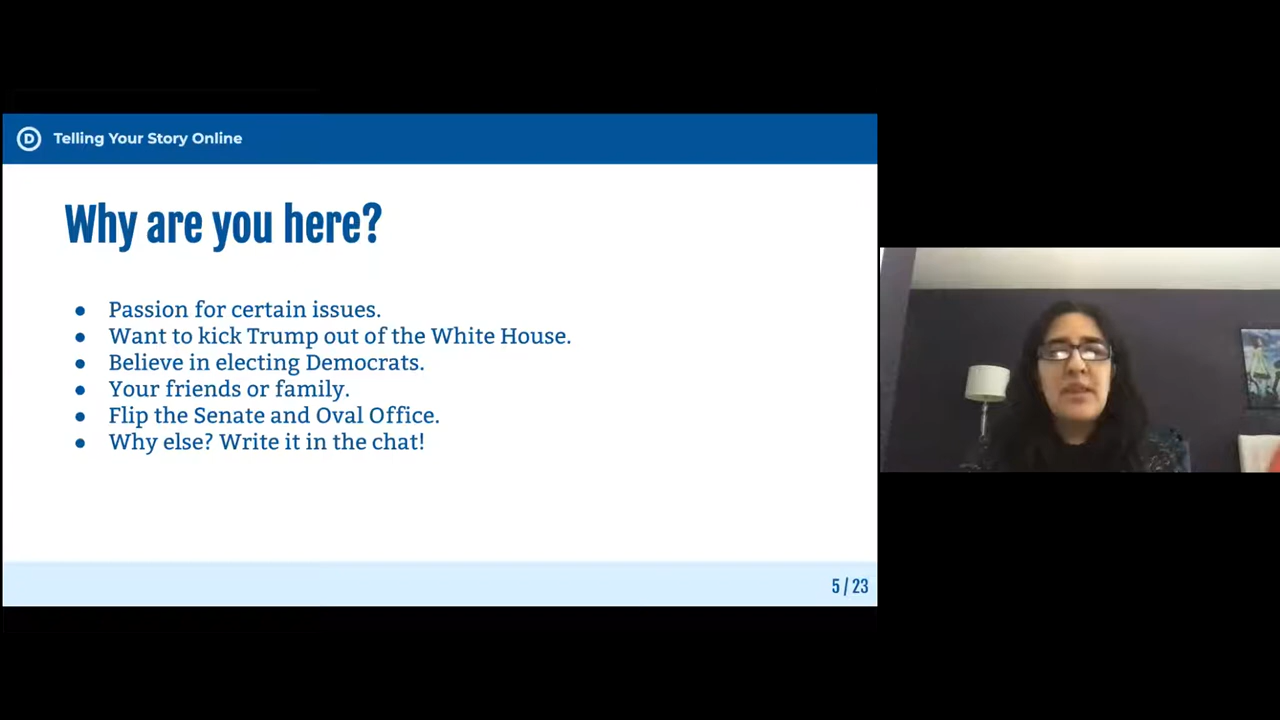 D Telling Your Story Online
Why are you here?
● Passion for certain issues.
● Want to kick Trump out of the White House.
● Believe in electing Democrats.
● Your friends or family.
● Flip the Senate and Oval Office.
● Why else? Write it in the chat!
5 / 23